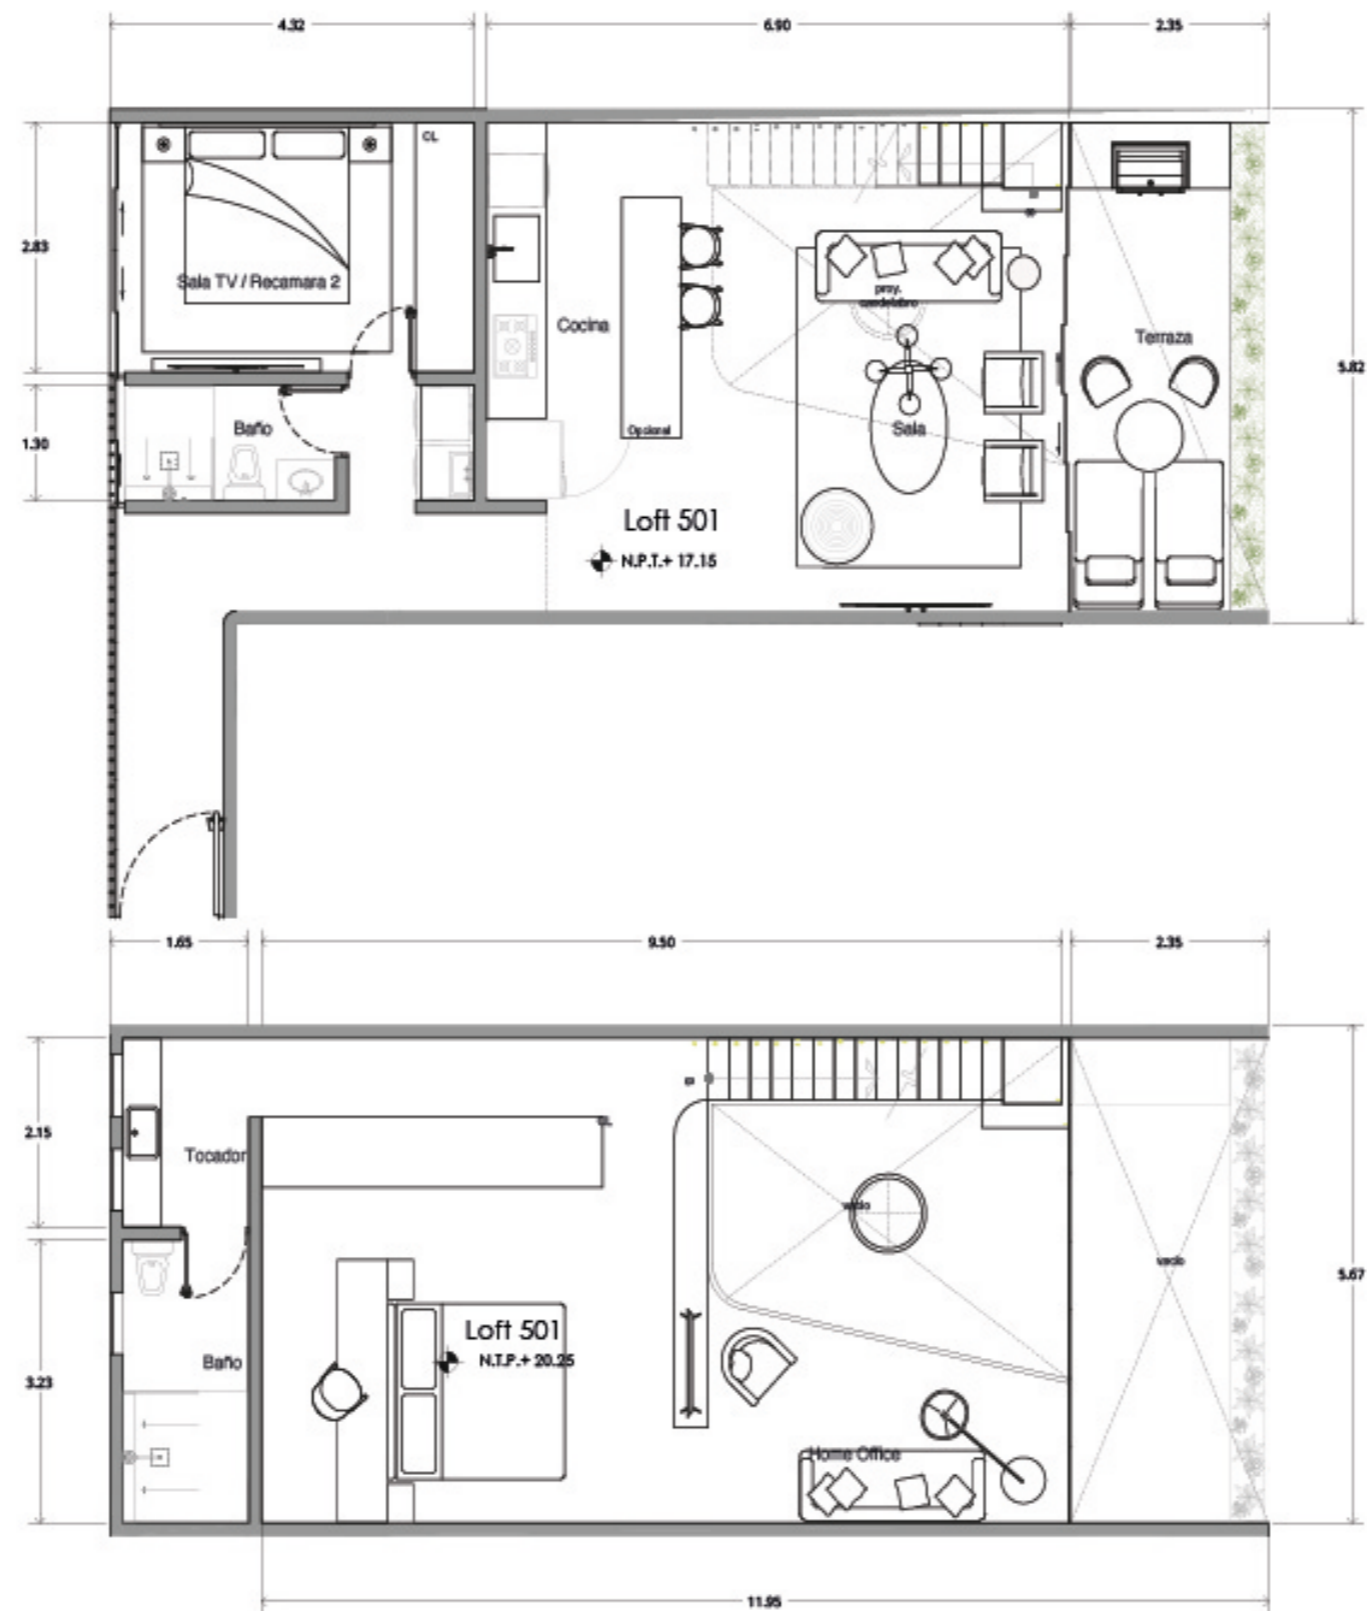 4.32
6.90
2.35
CL
2.83
Sala TV / Recamara 2
proy.
candelabro
Cocina
Terraza
5.82
1.30
Baño
Opcional
Sala
Loft 501
N.P.T.+ 17.15
1.65
9.50
2.35
2.15
Tocador
vacio
vacio
5.67
Loft 501
N.T.P.+ 20.25
Baño
3.23
Home Office
11.95